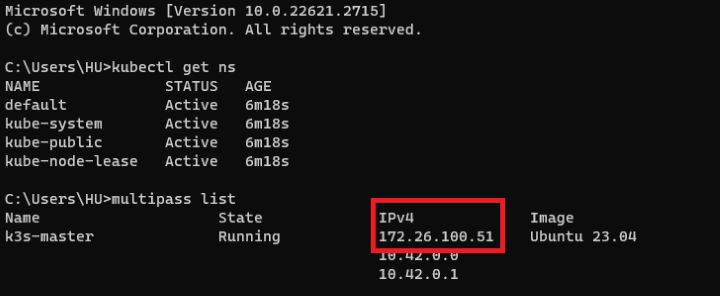 Microsoft Windows [Version 10.0.22621.2715]
(c) Microsoft Corporation. All rights reserved.
C:\Users\HU>kubectl get ns
NAME STATUS AGE
default Active 6m18s
kube-system Active 6m18s
kube-public Active 6m18s
kube-node-lease Active 6m18s
C:\Users\HU>multipass list
Name State IPv4 Image
k3s-master Running 172.26.100.51 Ubuntu 23.04
10.42.0.0
10.42.0.1